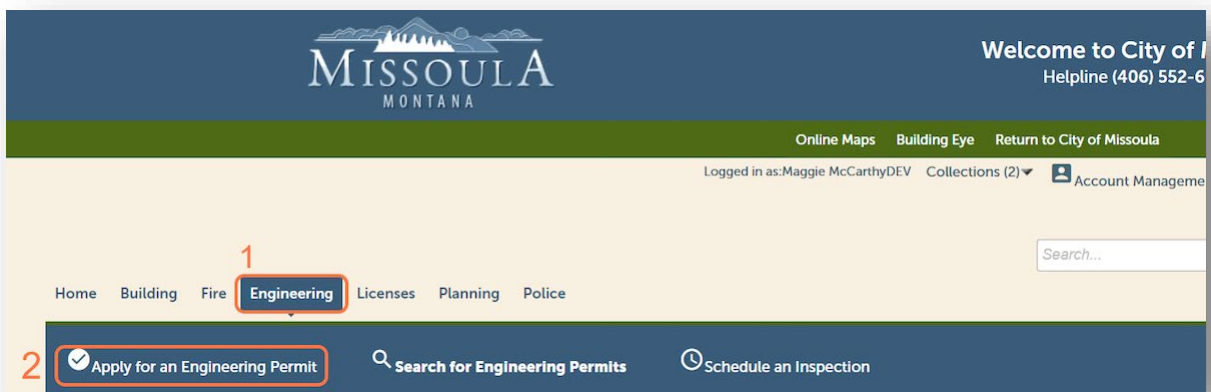 MISSOULA
MONTANA
Welcome to City of
Helpline (406) 552-6
Online Maps Building Eye Return to City of Missoula
Logged in as:Maggie McCarthyDEV Collections (2) Account Manageme
Search...
1
Home Building Fire Engineering Licenses Planning Police
2 Apply for an Engineering Permit Search for Engineering Permits Schedule an Inspection